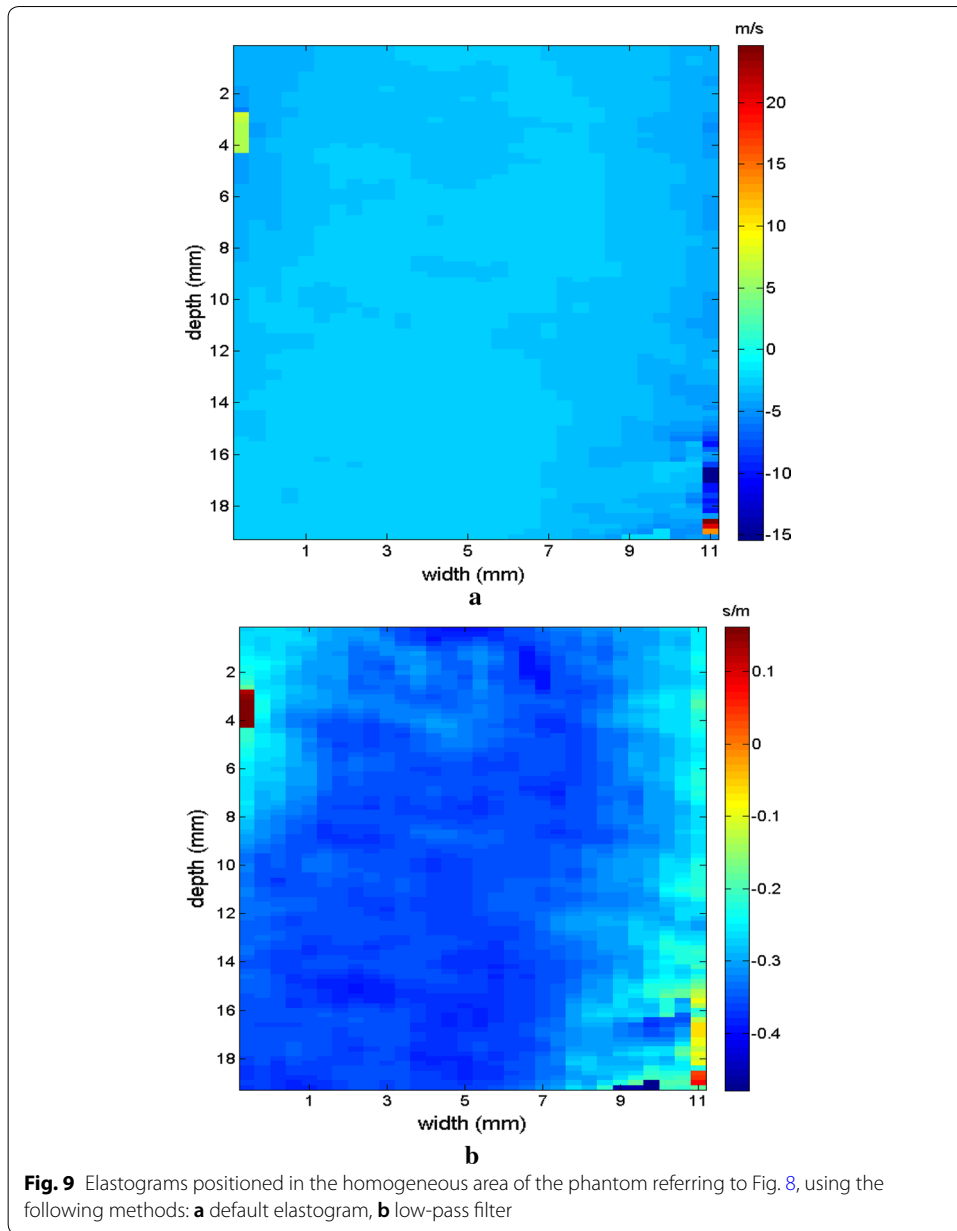 m/s
2
4
6
8
10
12
14
16
18
depth (mm)
1 3 5 7 9 11
width (mm)
20
15
10
5
0
-5
-10
-15
a
s/m
2
4
6
8
10
12
14
16
18
depth (mm)
1 3 5 7 9 11
width (mm)
0.1
0
-0.1
-0.2
-0.3
-0.4
b
Fig. 9 Elastograms positioned in the homogeneous area of the phantom referring to Fig. 8, using the
following methods: a default elastogram, b low-pass filter